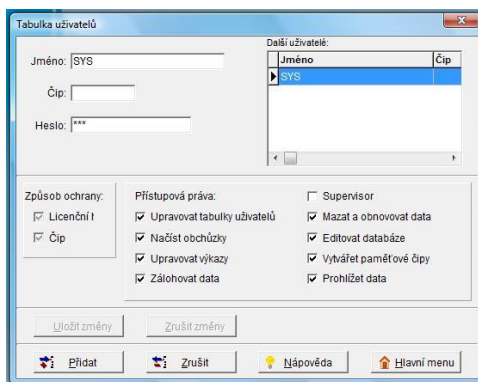 Tabulka uživatelů
Jméno: SYS
Čip:
Heslo: ***
Další uživatelé:
Jméno Čip
SYS
Způsob ochrany:
Licenční
Čip
Přístupová práva:
Upravovat tabulky uživatelů
Načíst obchůzky
Upravovat výkazy
Zálohovat data
Supervisor
Mazat a obnovovat data
Editovat databáze
Vytvářet paměťové čipy
Prohlížet data
Uložit změny Zrušit změny
Přidat Zrušit Nápověda Hlavní menu